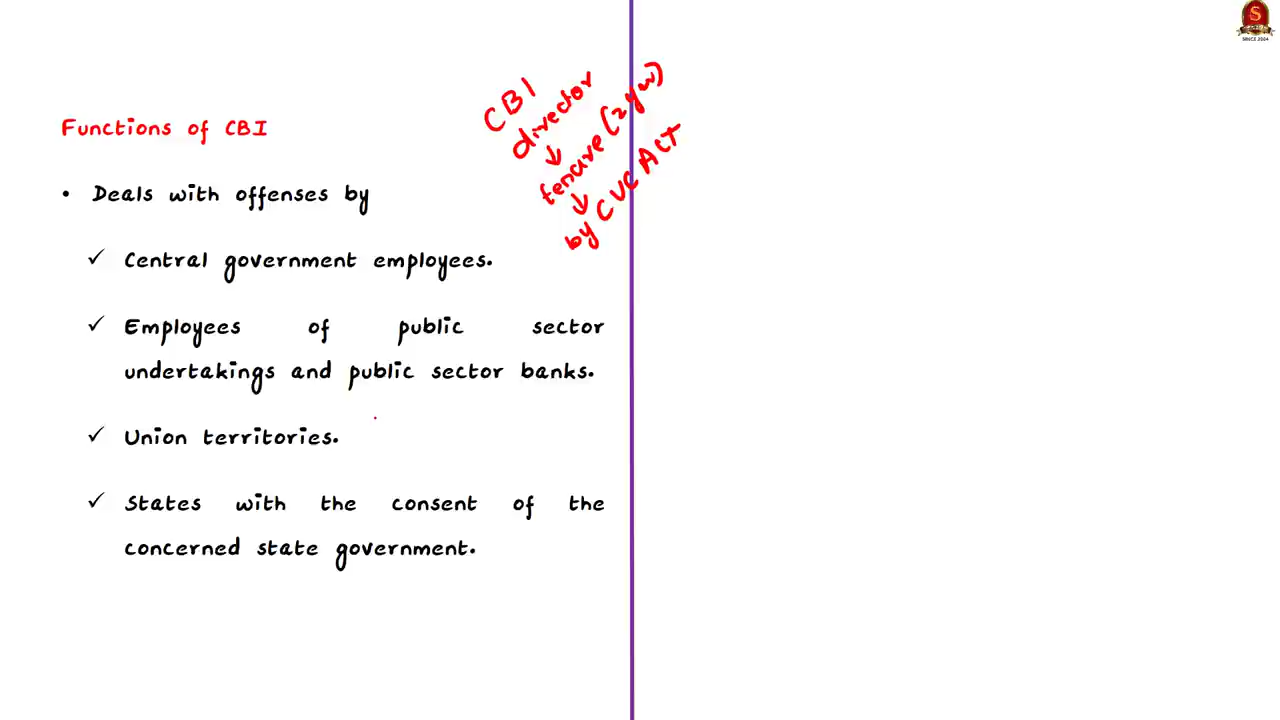 Functions of CBI
• Deals with offenses by
✓ Central government employees.
✓ Employees of public sector
undertakings and public sector banks.
✓ Union territories.
✓ States with the consent of the
concerned state government.
CBI
director
↓
tenure (2 yrs)
↓
by CVC ACT
S
SINCE 2004